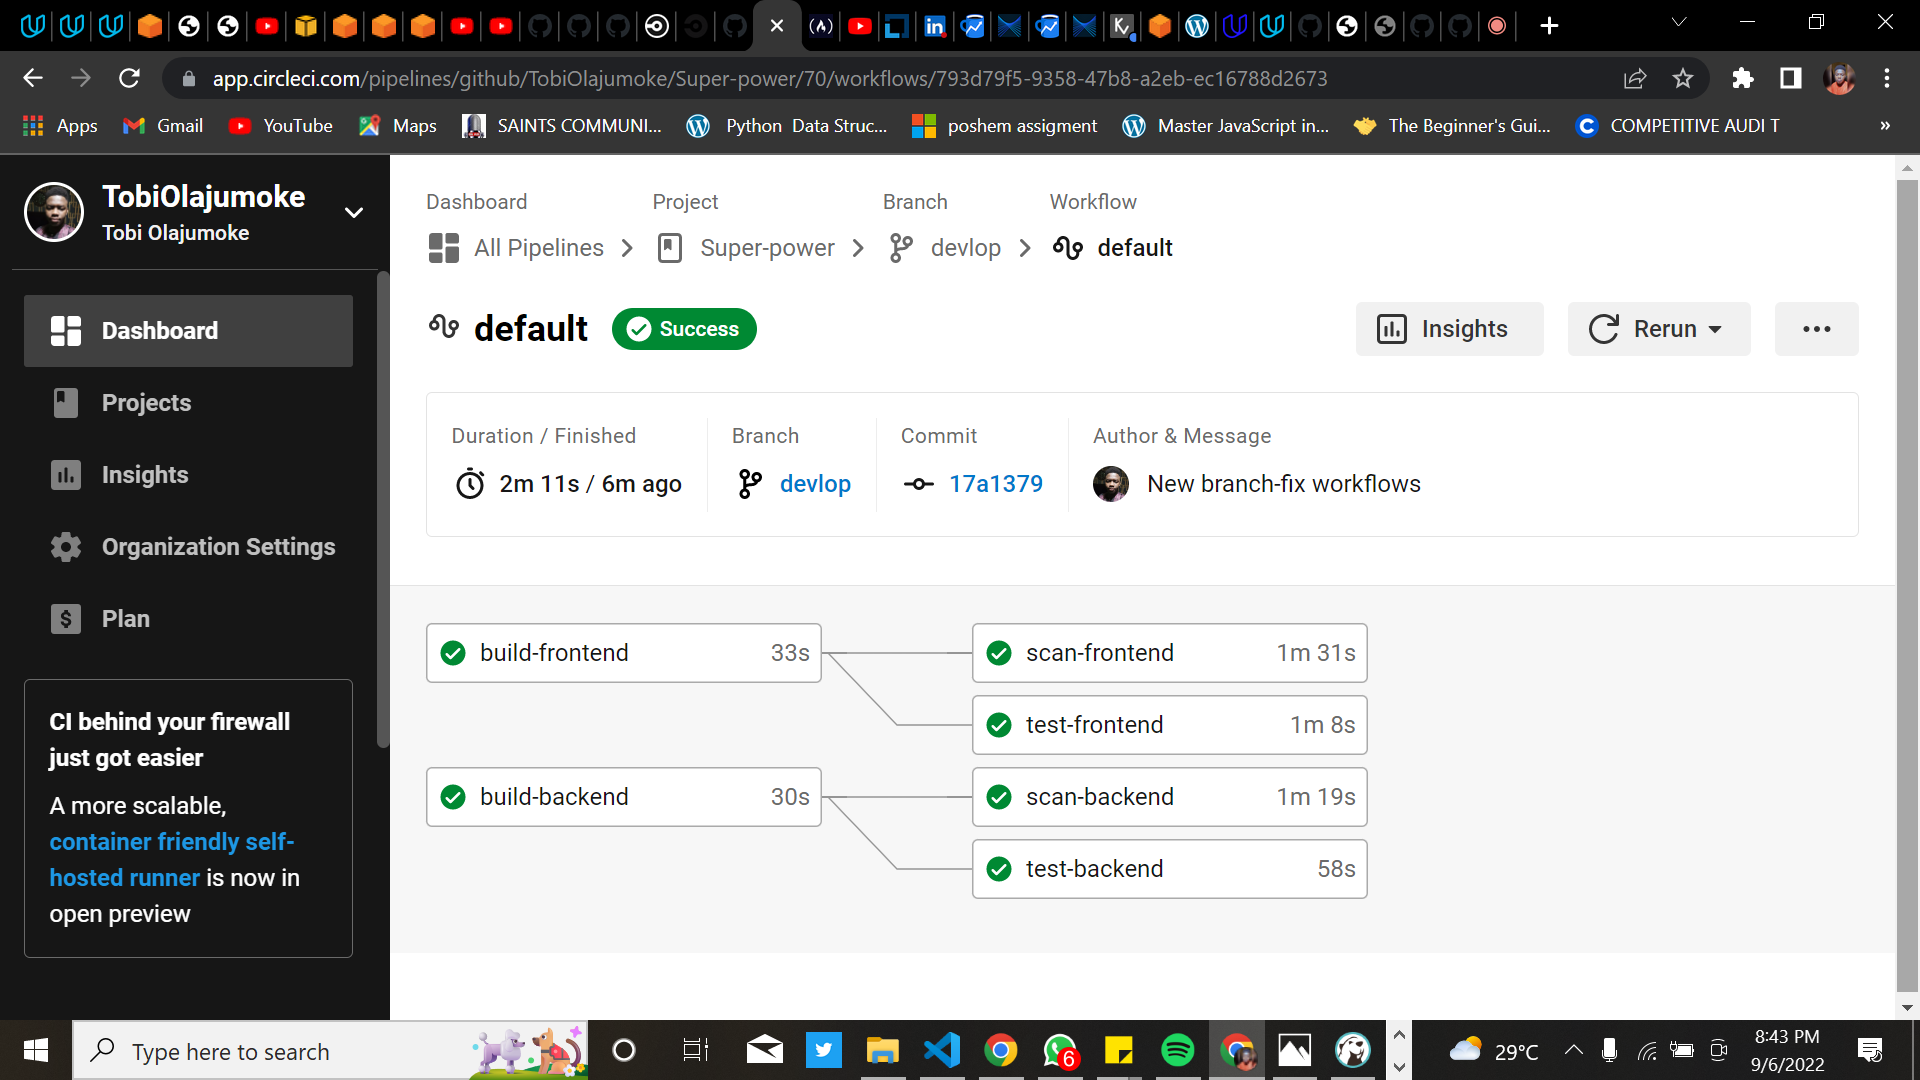 app.circleci.com/pipelines/github/TobiOlajumoke/Super-power/70/workflows/793d79f5-9358-47b8-a2eb-ec16788d2673
Apps Gmail YouTube Maps SAINTS COMMUNI... Python Data Struc... poshem assigment Master JavaScript in... The Beginner's Gui... COMPETITIVE AUDI T »
TobiOlajumoke
Tobi Olajumoke
Dashboard
Projects
Insights
Organization Settings
Plan
CI behind your firewall
just got easier
A more scalable,
container friendly self-
hosted runner is now in
open preview
Dashboard Project Branch Workflow
All Pipelines Super-power devlop default
default Success Insights Rerun
Duration / Finished Branch Commit Author & Message
2m 11s / 6m ago devlop 17a1379 New branch-fix workflows
build-frontend 33s scan-frontend 1m 31s
test-frontend 1m 8s
build-backend 30s scan-backend 1m 19s
test-backend 58s
Type here to search 6 29°C 8:43 PM
9/6/2022